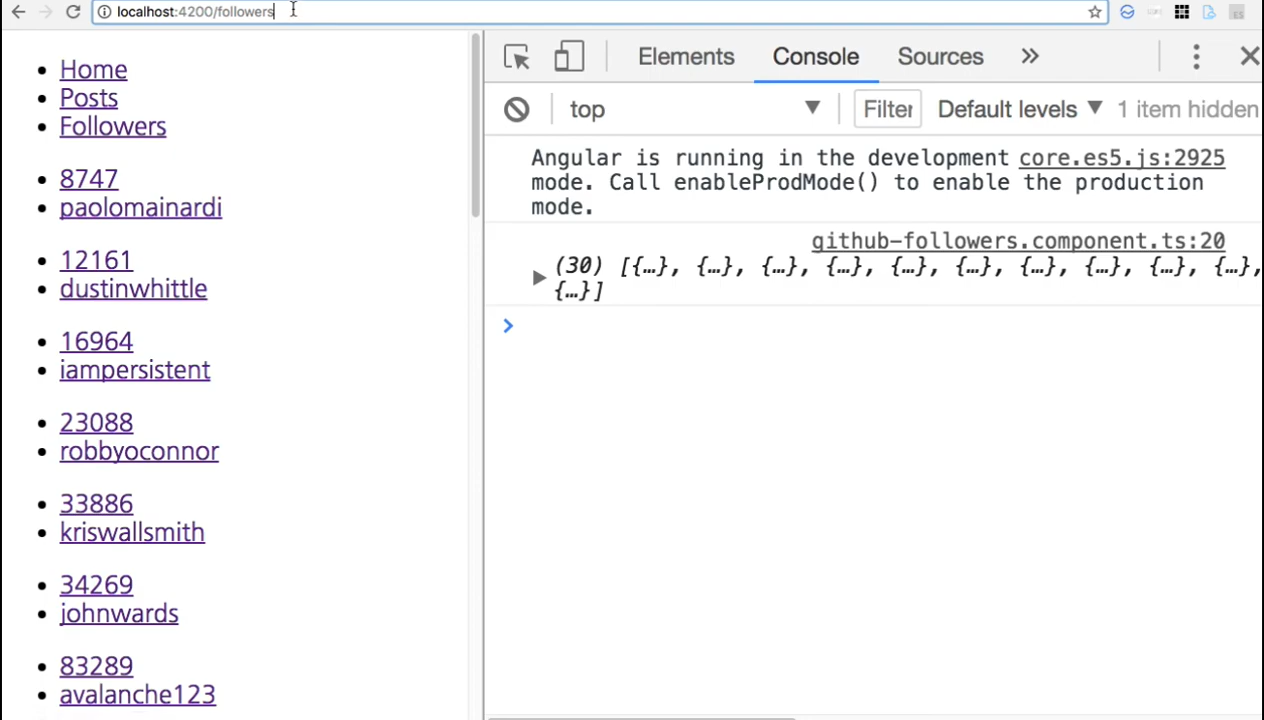 localhost:4200/followers
Home
Posts
Followers
8747
paolomainardi
12161
dustinwhittle
16964
iampersistent
23088
robbyoconnor
33886
kriswallsmith
34269
johnwards
83289
avalanche123
Elements Console Sources
top Filter Default levels 1 item hidden
Angular is running in the development core.es5.js:2925
mode. Call enableProdMode() to enable the production
mode.
github-followers.component.ts:20
(30) [{…}, {…}, {…}, {…}, {…}, {…}, {…}, {…}, {…}, {…},
{…}]